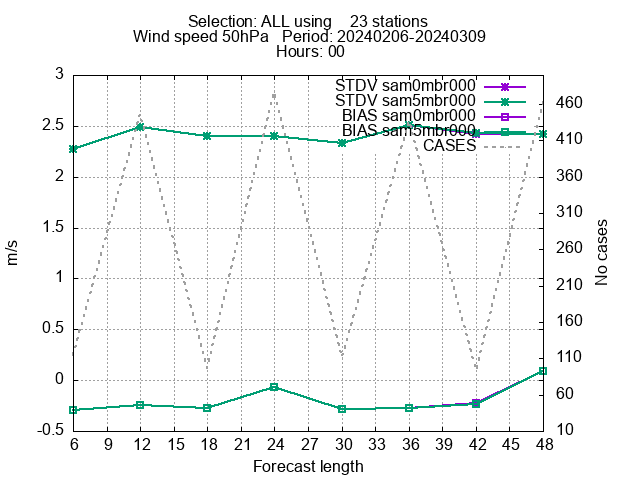 Selection: ALL using    23 stations
Wind speed 50hPa   Period: 20240206-20240309
Hours: 00
STDV sam0mbr000
STDV sam5mbr000
BIAS sam0mbr000
BIAS sam5mbr000
CASES
3
2.5
2
1.5
1
0.5
0
-0.5
m/s
460
410
360
310
260
210
160
110
60
10
No cases
6 9 12 15 18 21 24 27 30 33 36 39 42 45 48
Forecast length